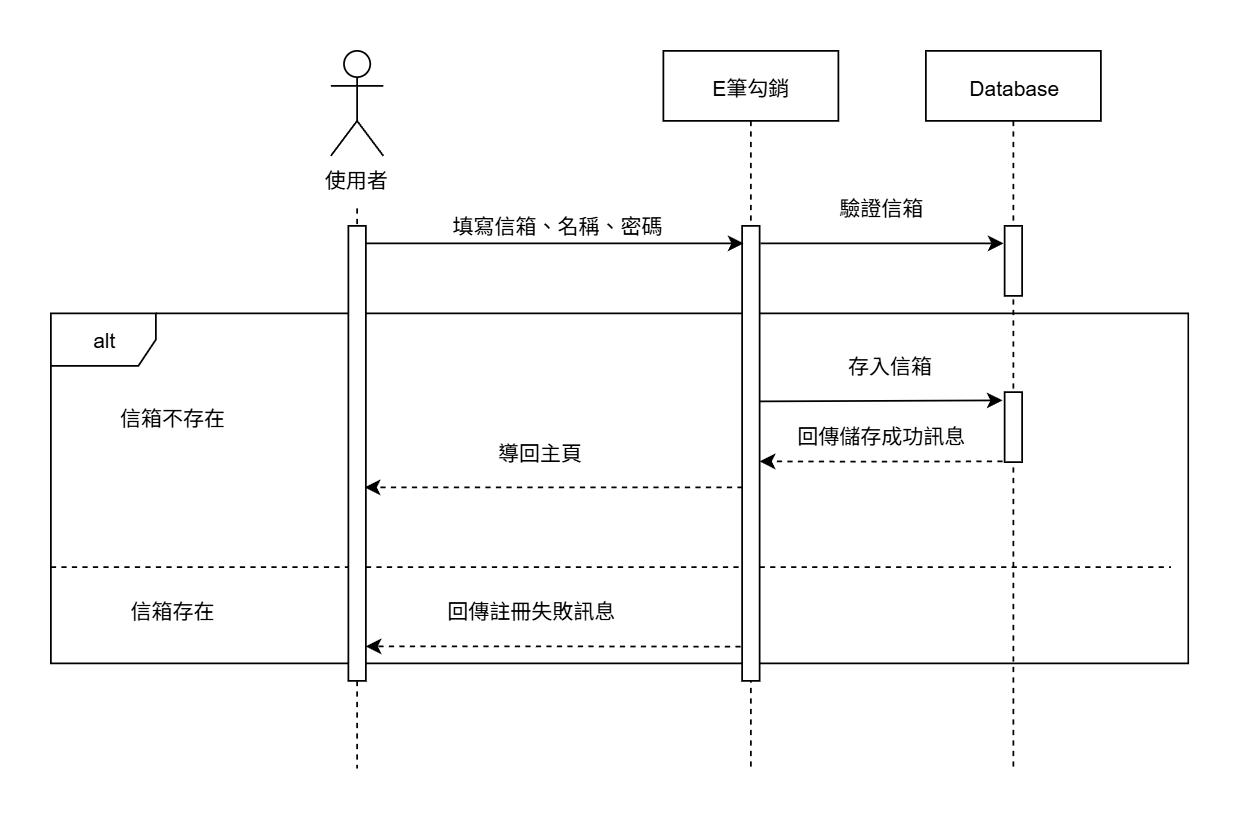 E筆勾銷
Database
使用者
驗證信箱
填寫信箱、名稱、密碼
alt
存入信箱
信箱不存在
回傳儲存成功訊息
導回主頁
信箱存在
回傳註冊失敗訊息